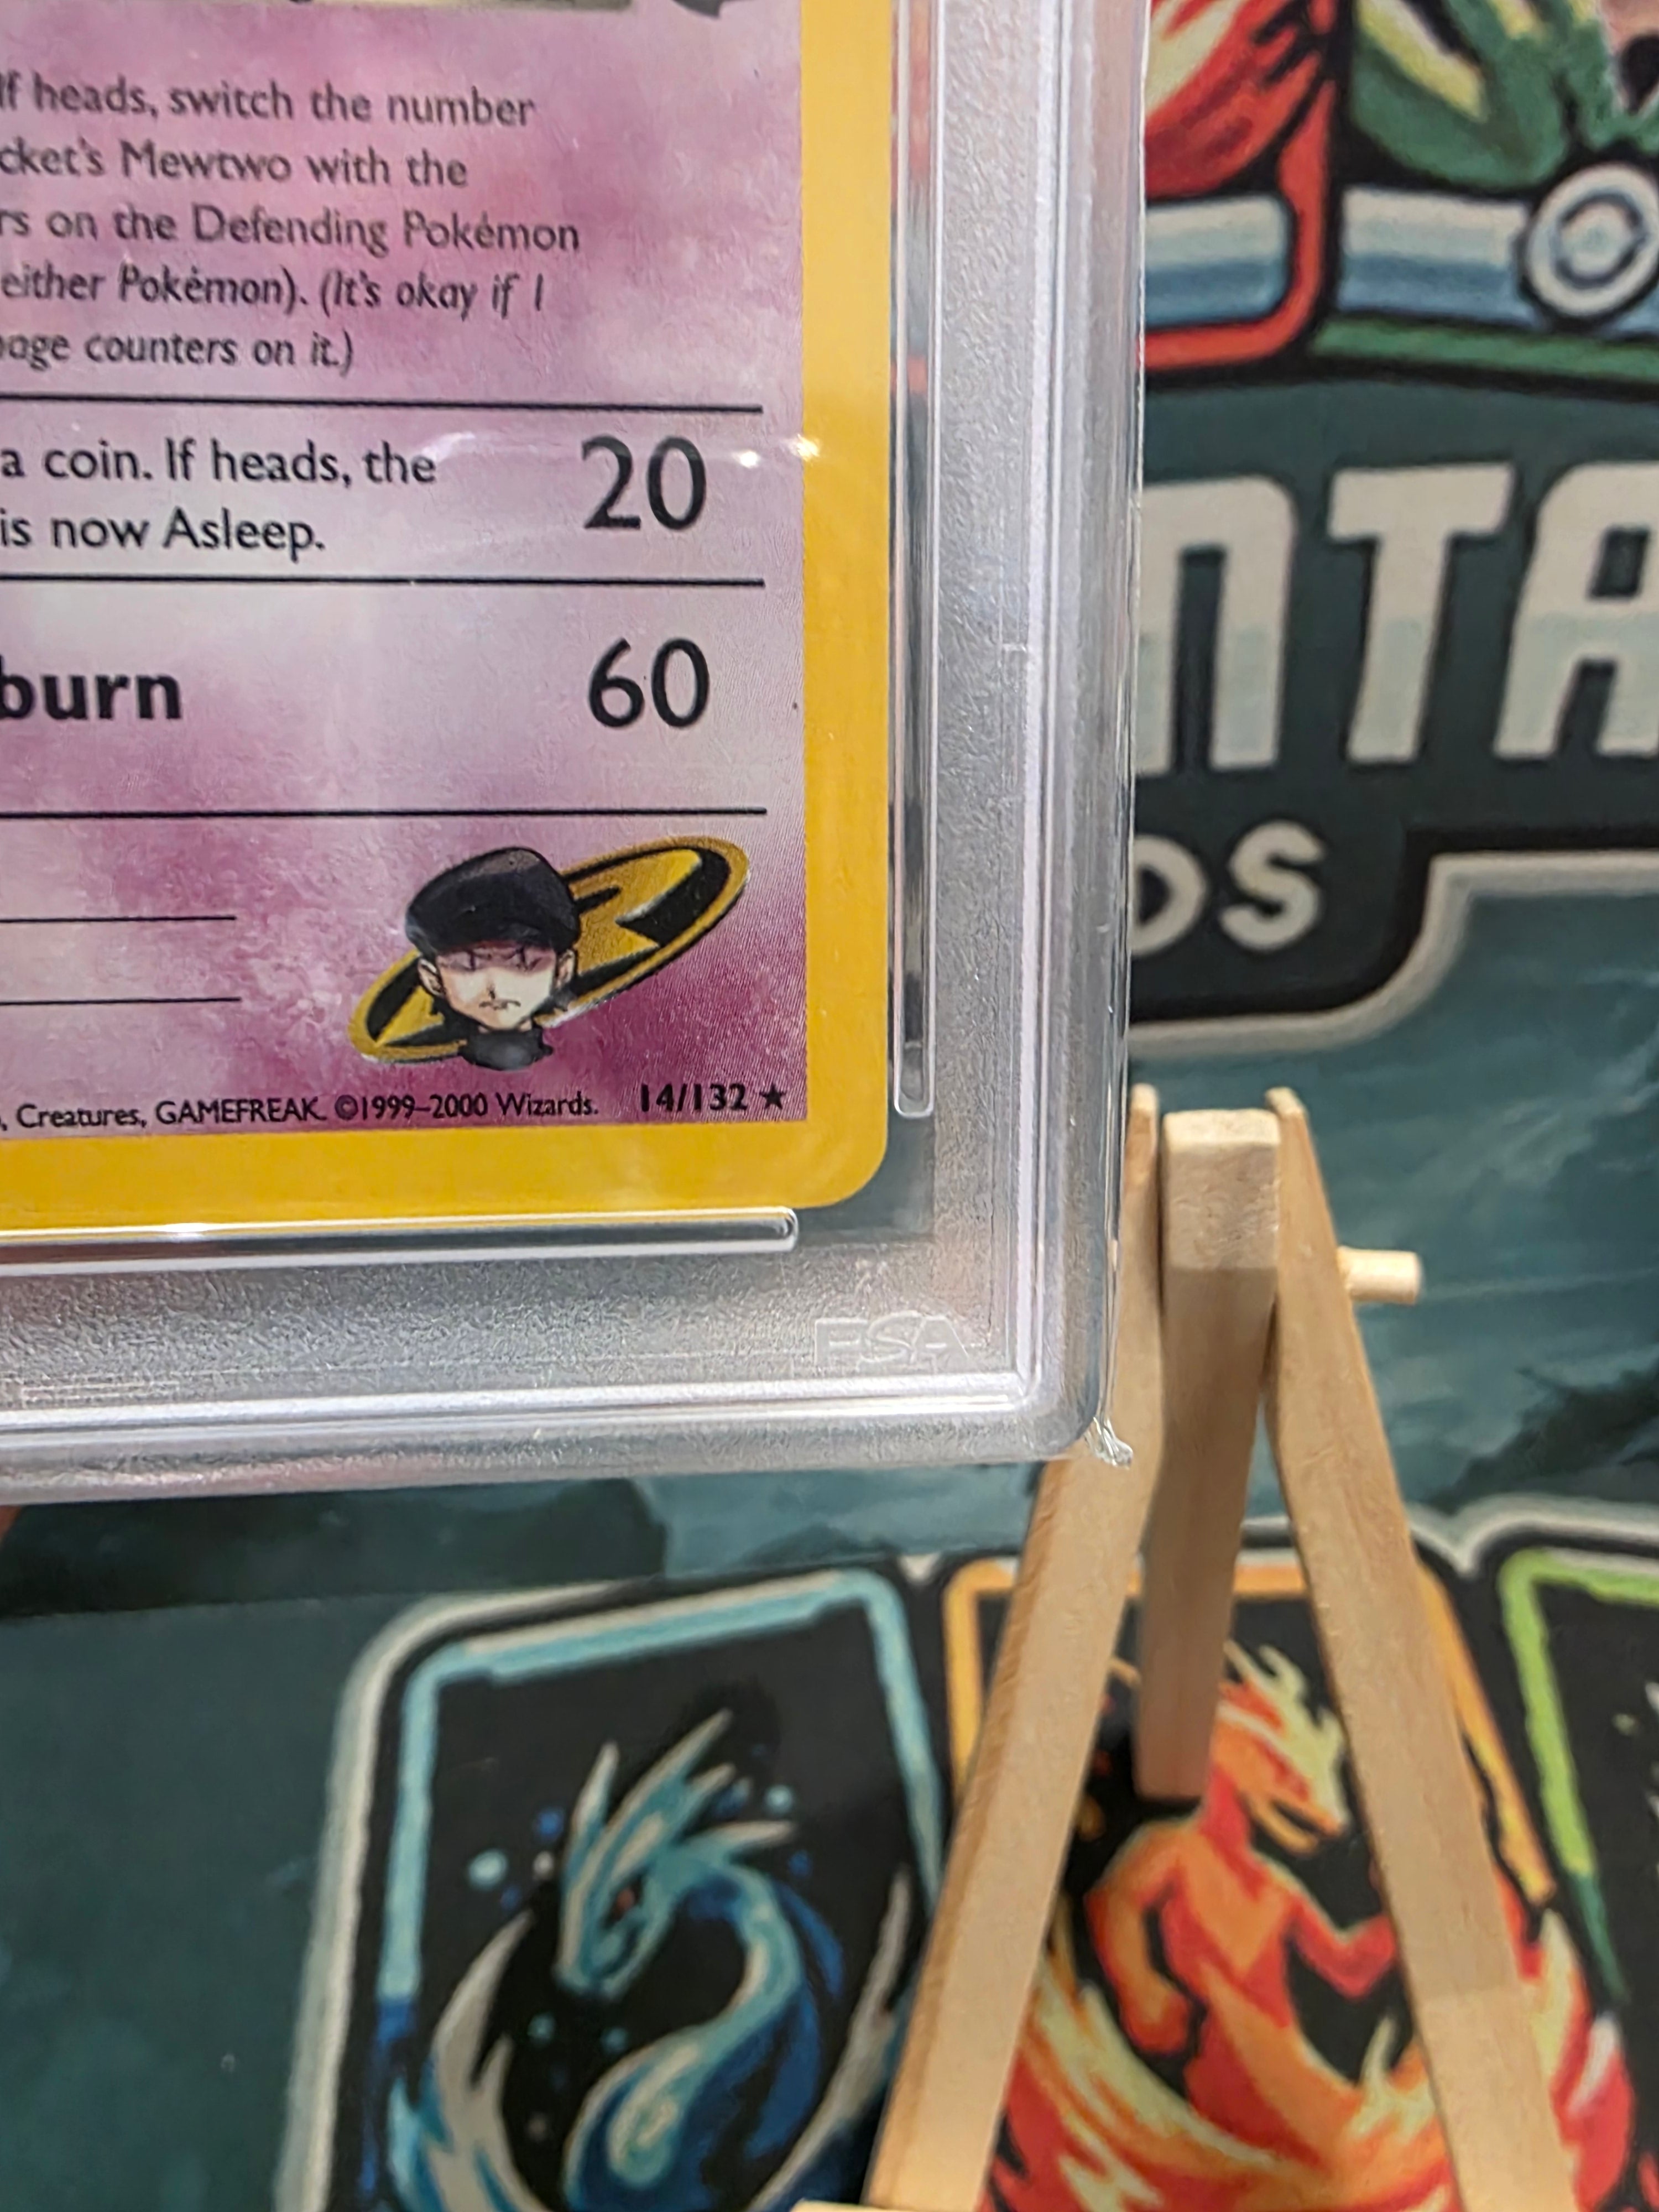 If heads, switch the number
cket's Mewtwo with the
rs on the Defending Pokémon
either Pokémon). (It's okay if I
age counters on it.)
a coin. If heads, the
20
is now Asleep.
burn
60
, Creatures, GAMEFREAK. ©1999–2000 Wizards. 14/132 ★
PSA
NTA
DS